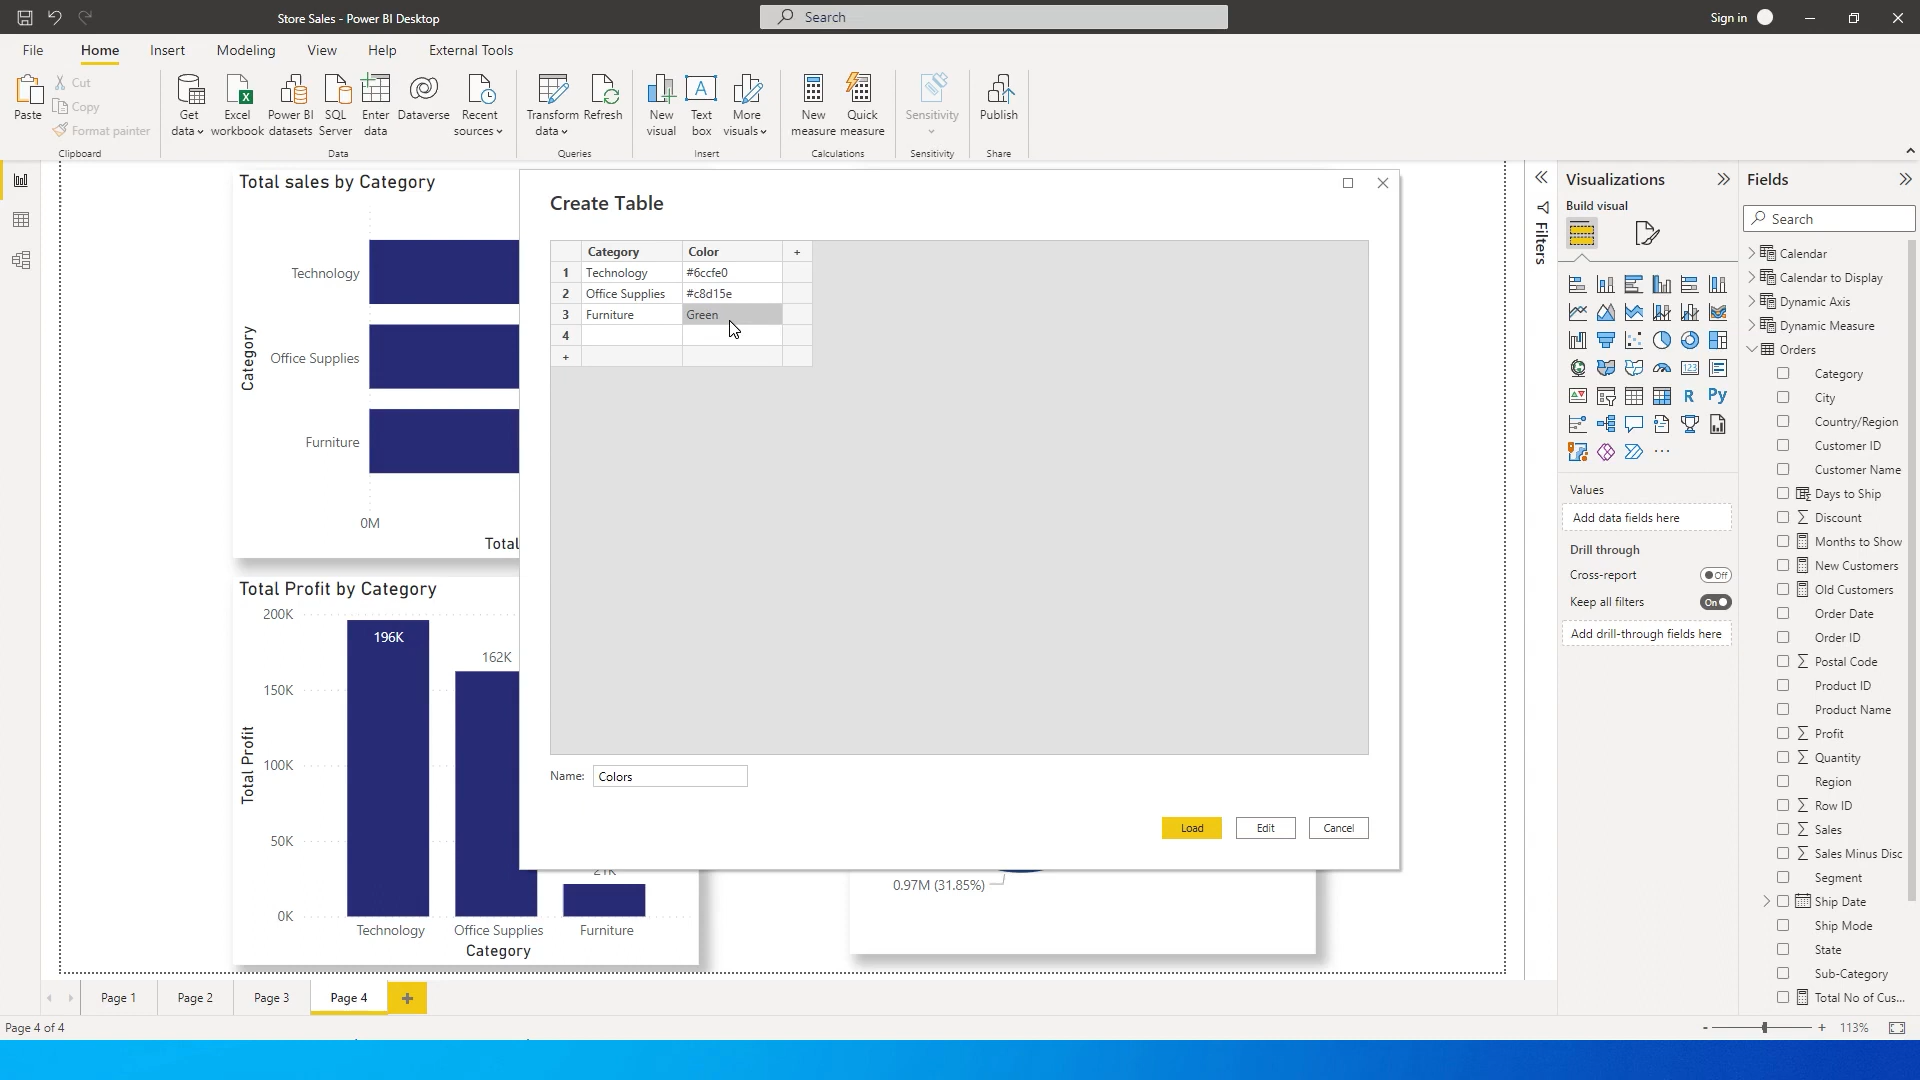 Store Sales - Power BI Desktop
Search
Sign in
File Home Insert Modeling View Help External Tools
Paste
Cut
Copy
Format painter
Clipboard
Get data
Excel workbook
Power BI datasets
SQL Server
Enter data
Dataverse
Recent sources
Data
Transform data
Refresh
Queries
New visual
Text box
More visuals
Insert
New measure
Quick measure
Calculations
Sensitivity
Sensitivity
Publish
Share
Total sales by Category
Category
Technology
Office Supplies
Furniture
0M
Total
Total Profit by Category
Total Profit
200K
150K
100K
50K
0K
196K
162K
21K
Technology Office Supplies Furniture
Category
0.97M (31.85%)
Create Table
Category Color +
1 Technology #6ccfe0
2 Office Supplies #c8d15e
3 Furniture Green
4
+
Name: Colors
Load Edit Cancel
Filters
Visualizations
Build visual
123
R
Py
Values
Add data fields here
Drill through
Cross-report Off
Keep all filters On
Add drill-through fields here
Fields
Search
Calendar
Calendar to Display
Dynamic Axis
Dynamic Measure
Orders
Category
City
Country/Region
Customer ID
Customer Name
Days to Ship
Discount
Months to Show
New Customers
Old Customers
Order Date
Order ID
Postal Code
Product ID
Product Name
Profit
Quantity
Region
Row ID
Sales
Sales Minus Disc
Segment
Ship Date
Ship Mode
State
Sub-Category
Total No of Cus...
Page 1 Page 2 Page 3 Page 4 +
Page 4 of 4
- + 113%